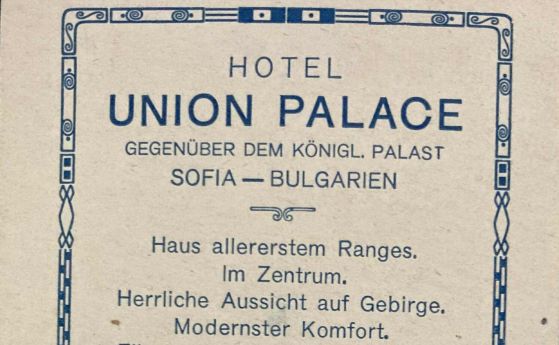 HOTEL
UNION PALACE
GEGENÜBER DEM KÖNIGL. PALAST
SOFIA — BULGARIEN
Haus allererstem Ranges.
Im Zentrum.
Herrliche Aussicht auf Gebirge.
Modernster Komfort.